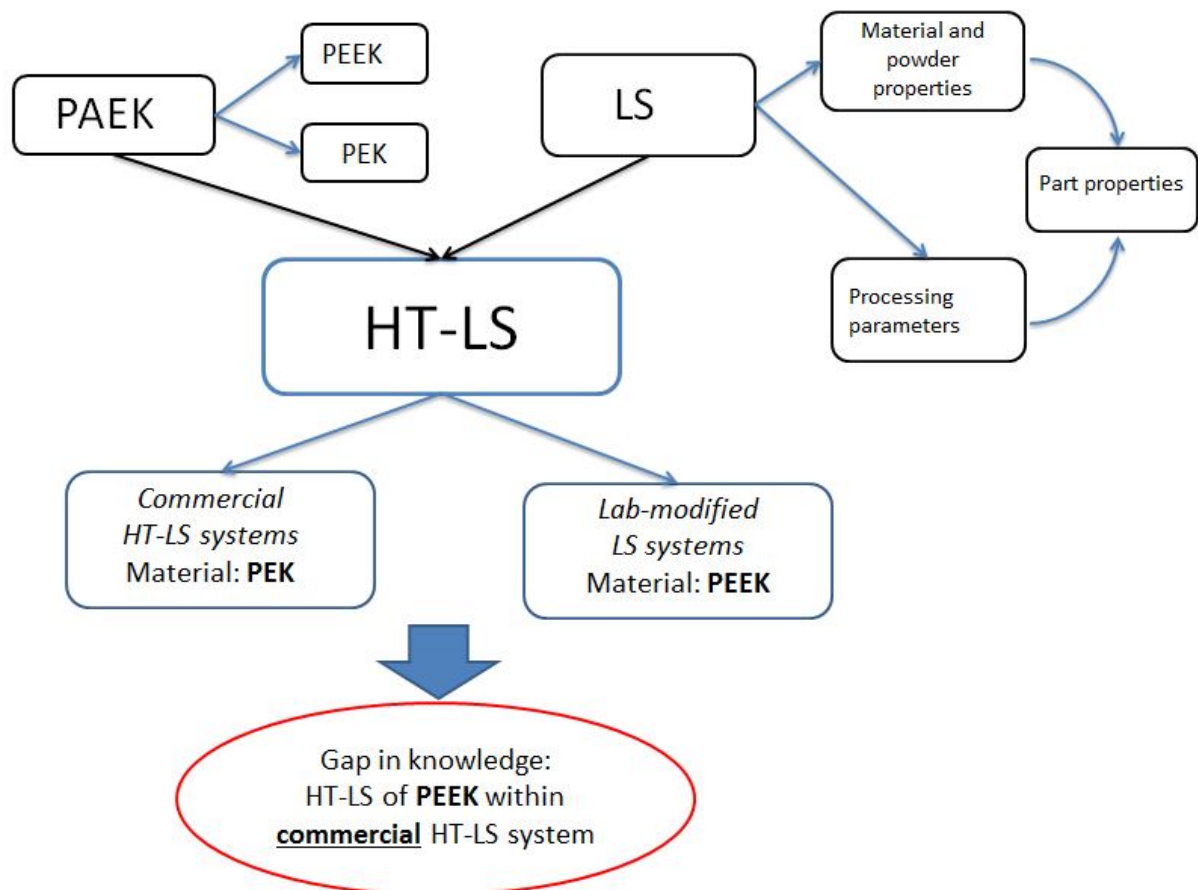 PAEK
PEEK
PEK
LS
Material and
powder
properties
Part properties
Processing
parameters
HT-LS
Commercial
HT-LS systems
Material: PEK
Lab-modified
LS systems
Material: PEEK
Gap in knowledge:
HT-LS of PEEK within
commercial HT-LS system